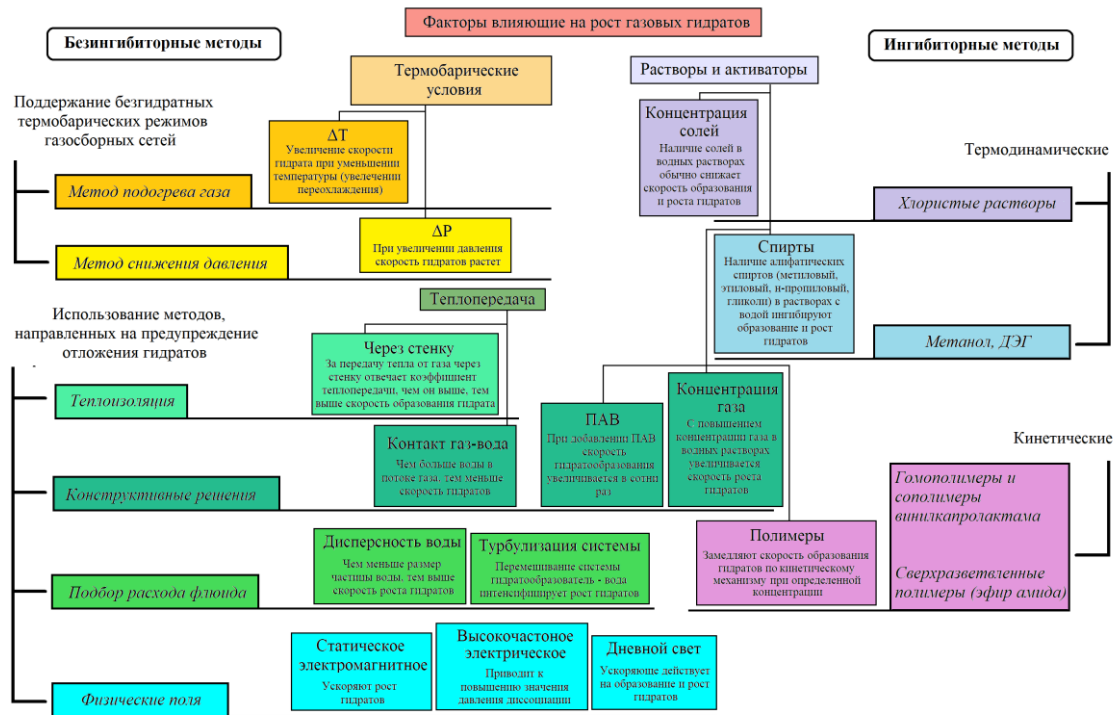 Факторы влияющие на рост газовых гидратов
Безингибиторные методы
Ингибиторные методы
Термобарические
условия
Растворы и активаторы
Поддержание безгидратных
термобарических режимов
газосборных сетей
ΔТ
Увеличение скорости
гидрата при уменьшении
температуры (увелечении
переохлаждения)
Концентрация
солей
Наличие солей в
водных растворах
обычно снижает
скорость образования
и роста гидратов
Термодинамические
Метод подогрева газа
Хлористые растворы
ΔР
При увеличении давления
скорость гидратов растет
Метод снижения давления
Спирты
Наличие алифатических
спиртов (метиловый,
этиловый, н-пропиловый,
гликоли) в растворах с
водой ингибируют
образование и рост
гидратов
Метанол, ДЭГ
Теплопередача
Использование методов,
направленных на предупреждение
отложения гидратов
Через стенку
За передачу тепла от газа через
стенку отвечает коэффициент
теплопередачи, чем он выше, тем
выше скорость образования гидрата
Теплоизоляция
Контакт газ-вода
Чем больше воды в
потоке газа, тем меньше
скорость гидратов
ПАВ
При добавлении ПАВ
скорость
гидратообразования
увеличивается в сотни
раз
Концентрация
газа
С повышением
концентрации газа в
водных растворах
увеличивается
скорость роста
гидратов
Кинетические
Конструктивные решения
Гомополимеры и
сополимеры
винилкапролактама
Сверхразветвленные
полимеры (эфир амида)
Дисперсность воды
Чем меньше размер
частицы воды, тем выше
скорость роста гидратов
Турбулизация системы
Перемешивание системы
гидратообразователь - вода
интенсифицирует рост гидратов
Полимеры
Замедляют скорость образования
гидратов по кинетическому
механизму при определенной
концентрации
Подбор расхода флюида
Статическое
электромагнитное
Ускоряют рост
гидратов
Высокочастоное
электрическое
Приводит к
повышению значения
давления диссоциации
Дневной свет
Ускоряюще действует
на образование и рост
гидратов
Физические поля